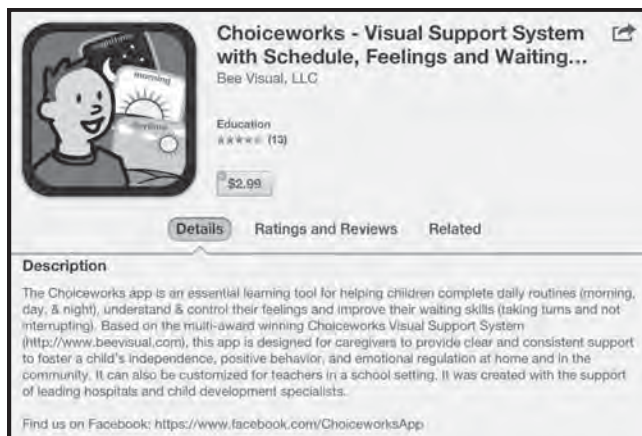 Choiceworks - Visual Support System
with Schedule, Feelings and Waiting...
Bee Visual, LLC
Education
(13)
$2.99
Details Ratings and Reviews Related
Description
The Choiceworks app is an essential learning tool for helping children complete daily routines (morning,
day, & night), understand & control their feelings and improve their waiting skills (taking turns and not
interrupting). Based on the multi-award winning Choiceworks Visual Support System
(http://www.beevisual.com), this app is designed for caregivers to provide clear and consistent support
to foster a child's independence, positive behavior, and emotional regulation at home and in the
community. It can also be customized for teachers in a school setting. It was created with the support
of leading hospitals and child development specialists.
Find us on Facebook: https://www.facebook.com/ChoiceworksApp
morning